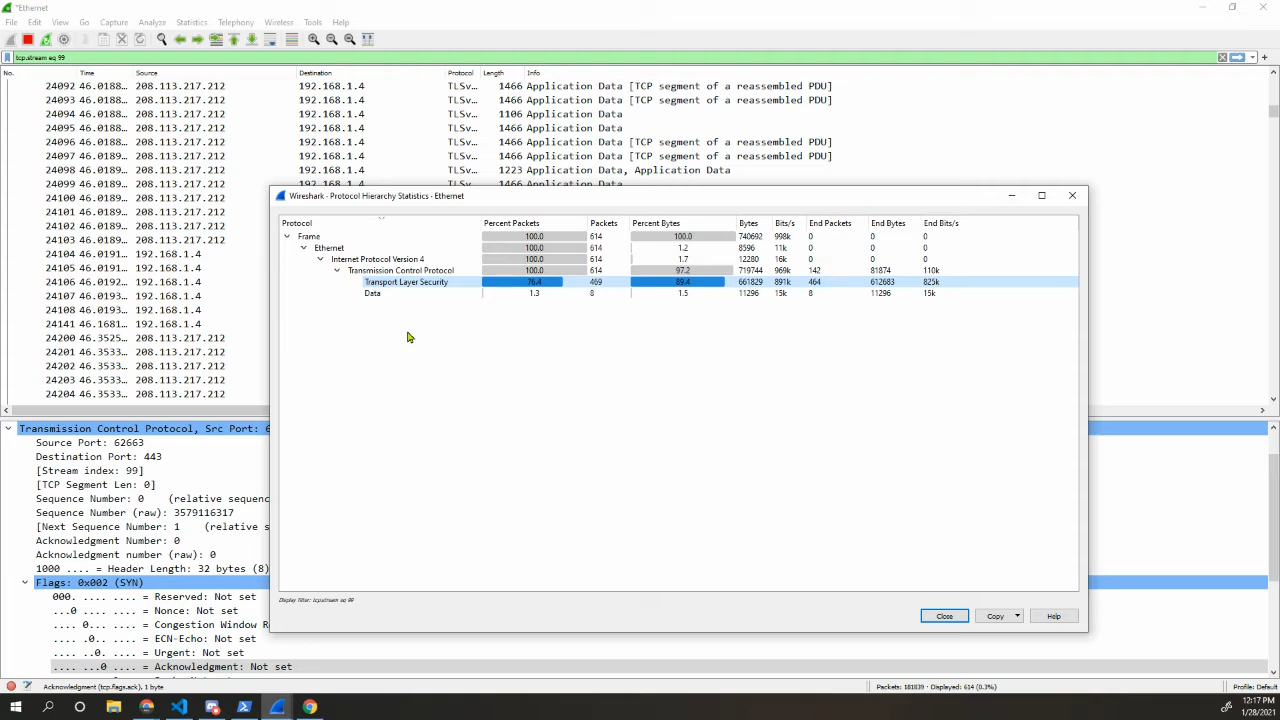 *Ethernet
File Edit View Go Capture Analyze Statistics Telephony Wireless Tools Help
tcp.stream eq 99
No. Time Source Destination Protocol Length Info
24092 46.0188… 208.113.217.212 192.168.1.4 TLSv… 1466 Application Data [TCP segment of a reassembled PDU]
24093 46.0188… 208.113.217.212 192.168.1.4 TLSv… 1466 Application Data [TCP segment of a reassembled PDU]
24094 46.0188… 208.113.217.212 192.168.1.4 TLSv… 1106 Application Data
24095 46.0188… 208.113.217.212 192.168.1.4 TLSv… 1466 Application Data
24096 46.0188… 208.113.217.212 192.168.1.4 TLSv… 1466 Application Data [TCP segment of a reassembled PDU]
24097 46.0189… 208.113.217.212 192.168.1.4 TLSv… 1466 Application Data [TCP segment of a reassembled PDU]
24098 46.0189… 208.113.217.212 192.168.1.4 TLSv… 1223 Application Data, Application Data
24099 46.0189… 208.113.217.212 192.168.1.4 TLSv… 1466 Application Data
24100 46.0189… 208.113.217.212
24101 46.0189… 208.113.217.212
24102 46.0189… 208.113.217.212
24103 46.0189… 208.113.217.212
24104 46.0190… 192.168.1.4
24106 46.0192… 192.168.1.4
24107 46.0193… 192.168.1.4
24108 46.0193… 192.168.1.4
24141 46.1681… 192.168.1.4
24200 46.3525… 208.113.217.212
24201 46.3533… 208.113.217.212
24202 46.3533… 208.113.217.212
24203 46.3533… 208.113.217.212
24204 46.3533… 208.113.217.212
Wireshark · Protocol Hierarchy Statistics · Ethernet
Protocol Percent Packets Packets Percent Bytes Bytes Bits/s End Packets End Bytes End Bits/s
Frame 100.0 614 100.0 740692 998k 0 0 0
Ethernet 100.0 614 1.2 8596 11k 0 0 0
Internet Protocol Version 4 100.0 614 1.7 12280 16k 0 0 0
Transmission Control Protocol 100.0 614 97.2 719744 969k 142 81874 110k
Transport Layer Security 76.4 469 89.4 661829 891k 464 612683 825k
Data 1.3 8 1.5 11296 15k 8 11296 15k
Display filter: tcp.stream eq 99
Close Copy Help
Transmission Control Protocol, Src Port: 6
Source Port: 62663
Destination Port: 443
[Stream index: 99]
[TCP Segment Len: 0]
Sequence Number: 0 (relative sequenc
Sequence Number (raw): 3579116317
[Next Sequence Number: 1 (relative s
Acknowledgment Number: 0
Acknowledgment number (raw): 0
1000 .... = Header Length: 32 bytes (8)
Flags: 0x002 (SYN)
000. .... .... = Reserved: Not set
...0 .... .... = Nonce: Not set
.... 0... .... = Congestion Window R
.... .0.. .... = ECN-Echo: Not set
.... ..0. .... = Urgent: Not set
.... ...0 .... = Acknowledgment: Not set
Acknowledgment (tcp.flags.ack), 1 byte
Packets: 181839 · Displayed: 614 (0.3%)
Profile: Default
12:17 PM
1/28/2021